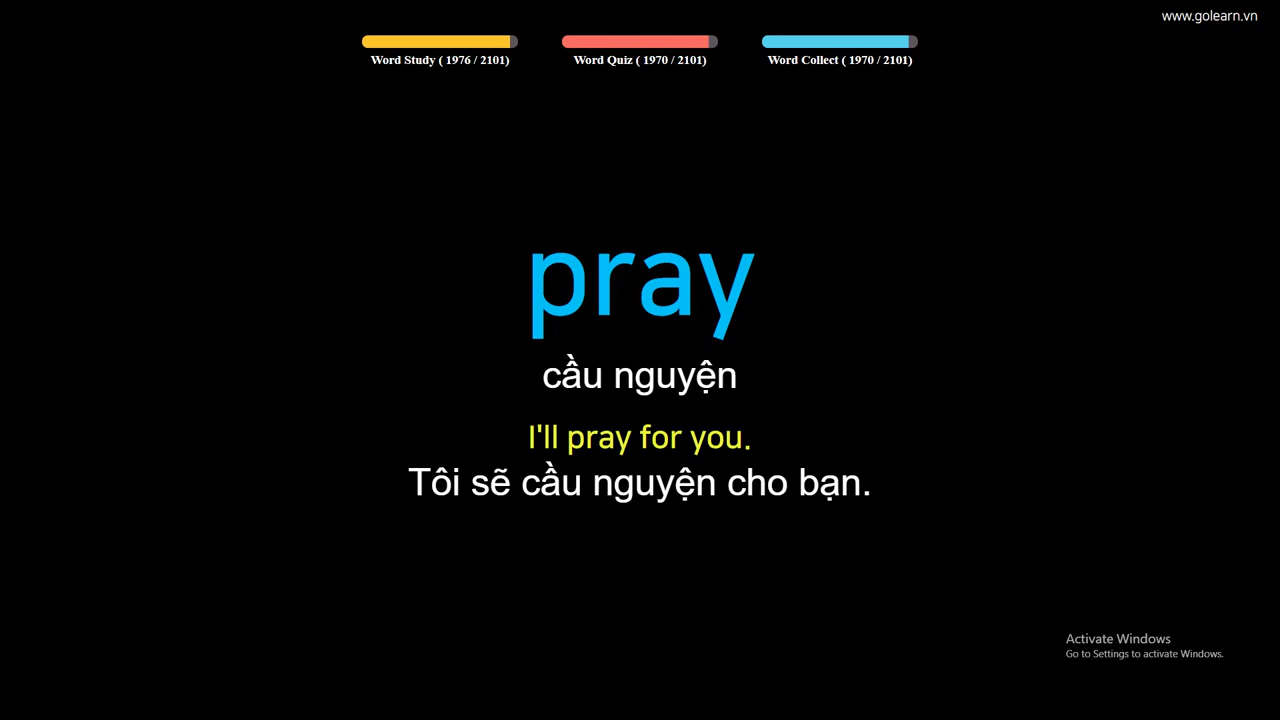 www.golearn.vn
Word Study ( 1976 / 2101)
Word Quiz ( 1970 / 2101)
Word Collect ( 1970 / 2101)
pray
cầu nguyện
I'll pray for you.
Tôi sẽ cầu nguyện cho bạn.
Activate Windows
Go to Settings to activate Windows.